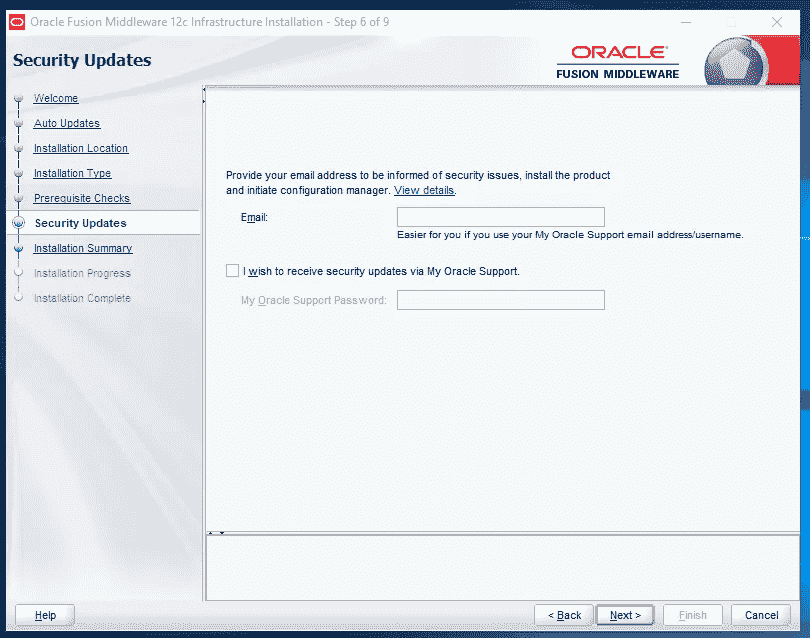 Oracle Fusion Middleware 12c Infrastructure Installation - Step 6 of 9
Security Updates
ORACLE
FUSION MIDDLEWARE
Welcome
Auto Updates
Installation Location
Installation Type
Prerequisite Checks
Security Updates
Installation Summary
Installation Progress
Installation Complete
Provide your email address to be informed of security issues, install the product
and initiate configuration manager. View details.
Email:
Easier for you if you use your My Oracle Support email address/username.
I wish to receive security updates via My Oracle Support.
My Oracle Support Password:
Help
< Back
Next >
Finish
Cancel